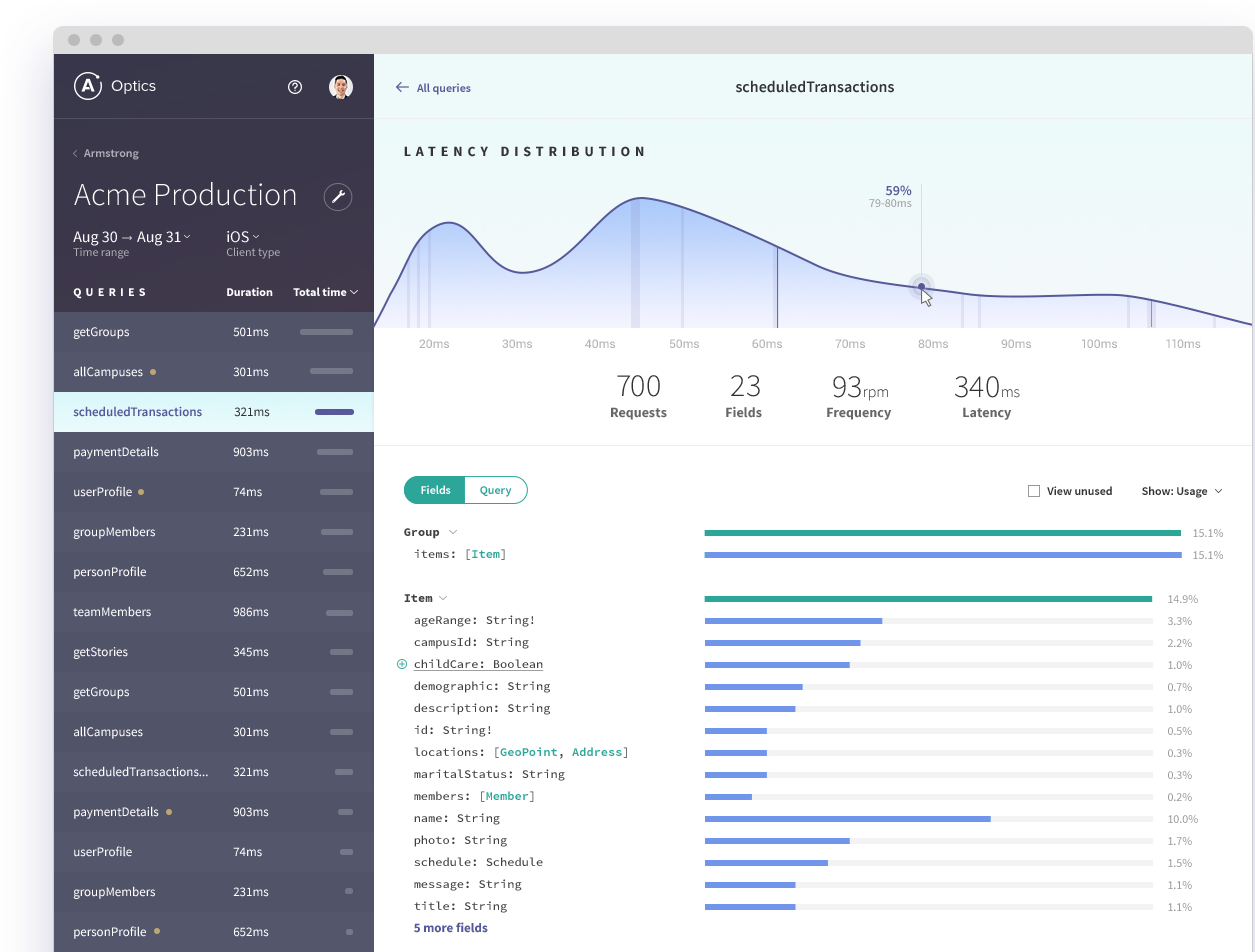 A Optics
Armstrong
Acme Production
Aug 30 → Aug 31 iOS
Time range Client type
QUERIES Duration Total time
getGroups 501ms
allCampuses 301ms
scheduledTransactions 321ms
paymentDetails 903ms
userProfile 74ms
groupMembers 231ms
personProfile 652ms
teamMembers 986ms
getStories 345ms
getGroups 501ms
allCampuses 301ms
scheduledTransactions... 321ms
paymentDetails 903ms
userProfile 74ms
groupMembers 231ms
personProfile 652ms
← All queries
scheduledTransactions
LATENCY DISTRIBUTION
59%
79-80ms
20ms 30ms 40ms 50ms 60ms 70ms 80ms 90ms 100ms 110ms
700 23 93rpm 340ms
Requests Fields Frequency Latency
Fields Query View unused Show: Usage
Group 15.1%
items: [Item] 15.1%
Item 14.9%
ageRange: String! 3.3%
campusId: String 2.2%
childCare: Boolean 1.0%
demographic: String 0.7%
description: String 1.0%
id: String! 0.5%
locations: [GeoPoint, Address] 0.3%
maritalStatus: String 0.3%
members: [Member] 0.2%
name: String 10.0%
photo: String 1.7%
schedule: Schedule 1.5%
message: String 1.1%
title: String 1.1%
5 more fields